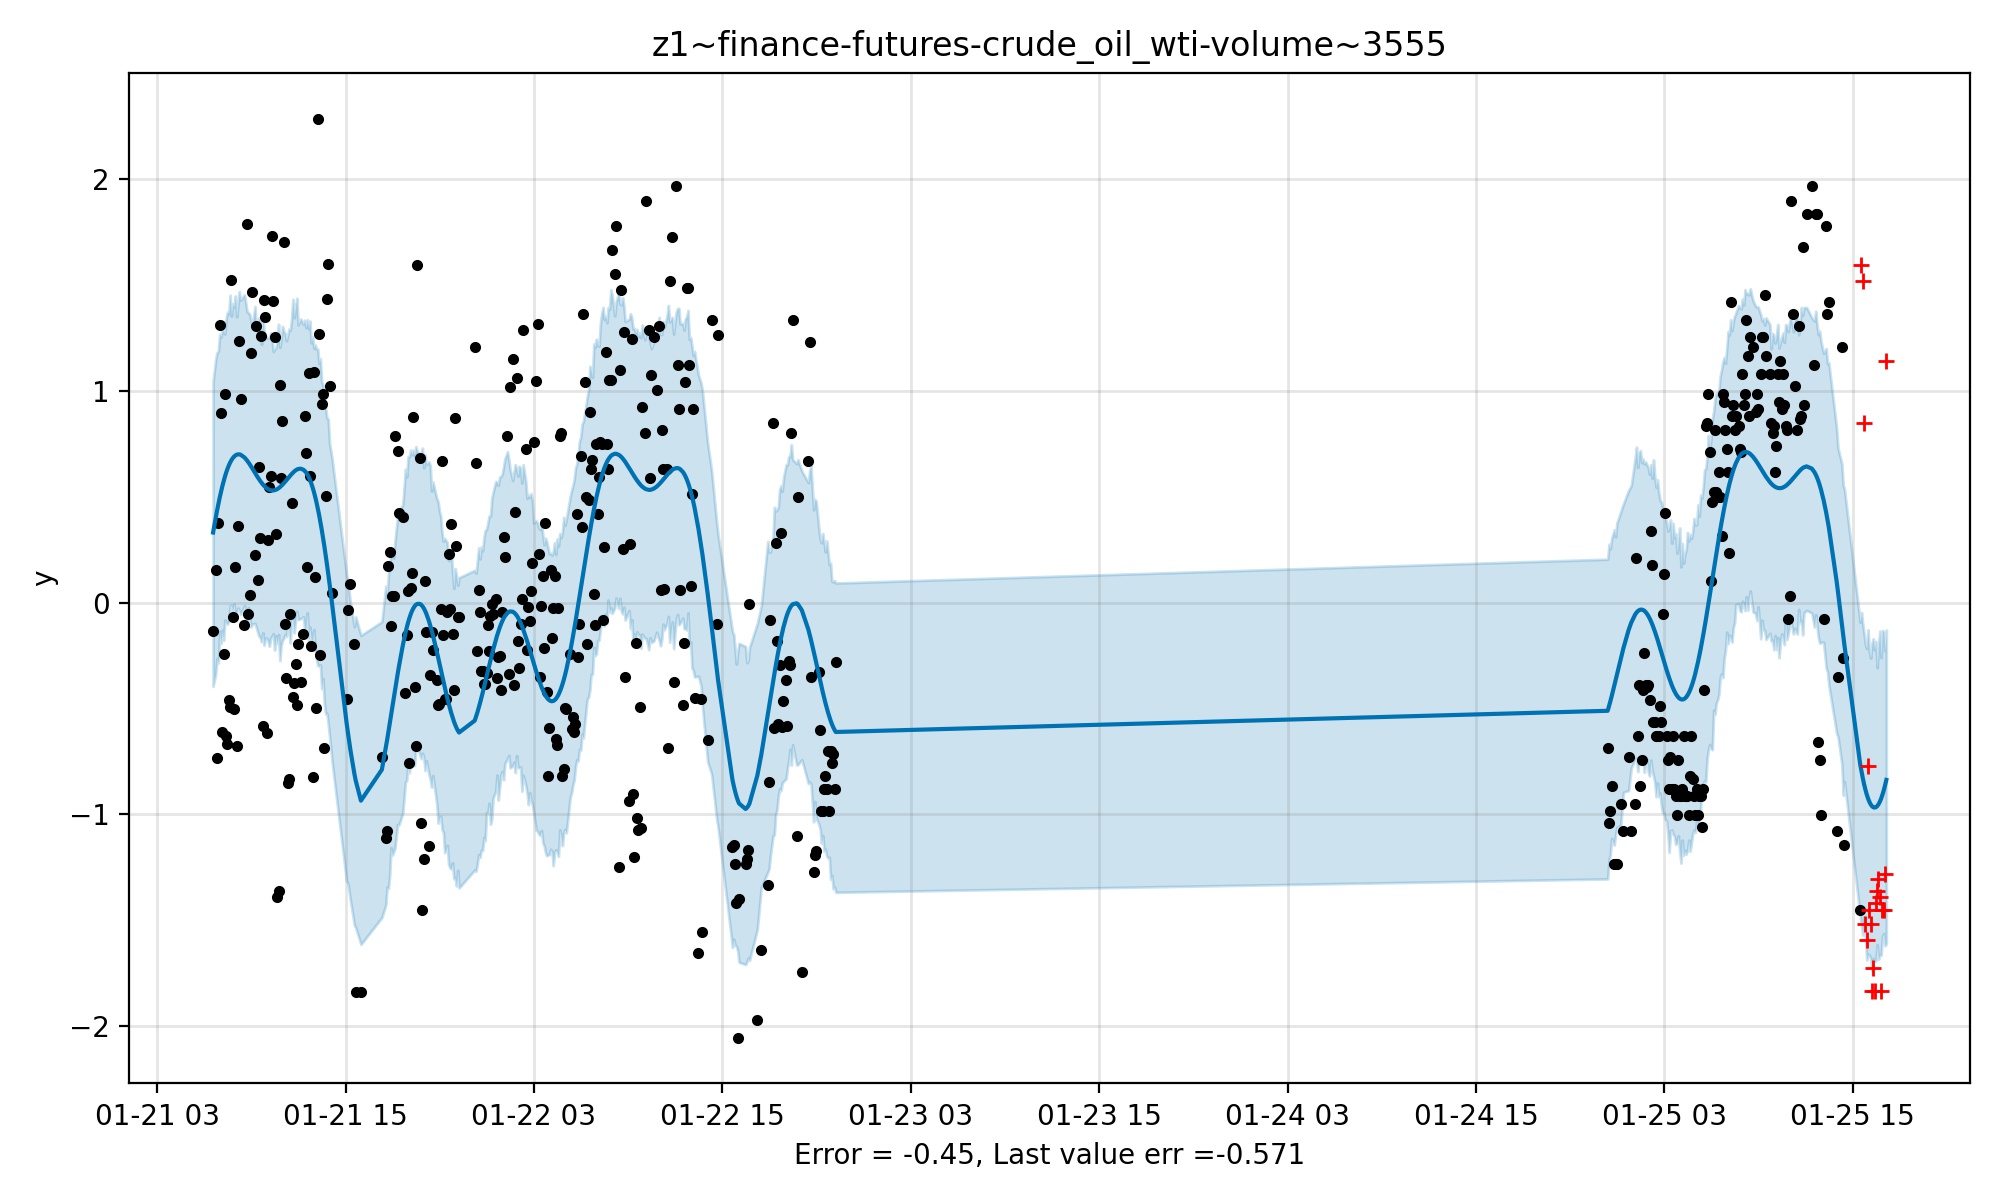 z1~finance-futures-crude_oil_wti-volume~3555
y
2
1
0
−1
−2
01-21 03 01-21 15 01-22 03 01-22 15 01-23 03 01-23 15 01-24 03 01-24 15 01-25 03 01-25 15
Error = -0.45, Last value err =-0.571